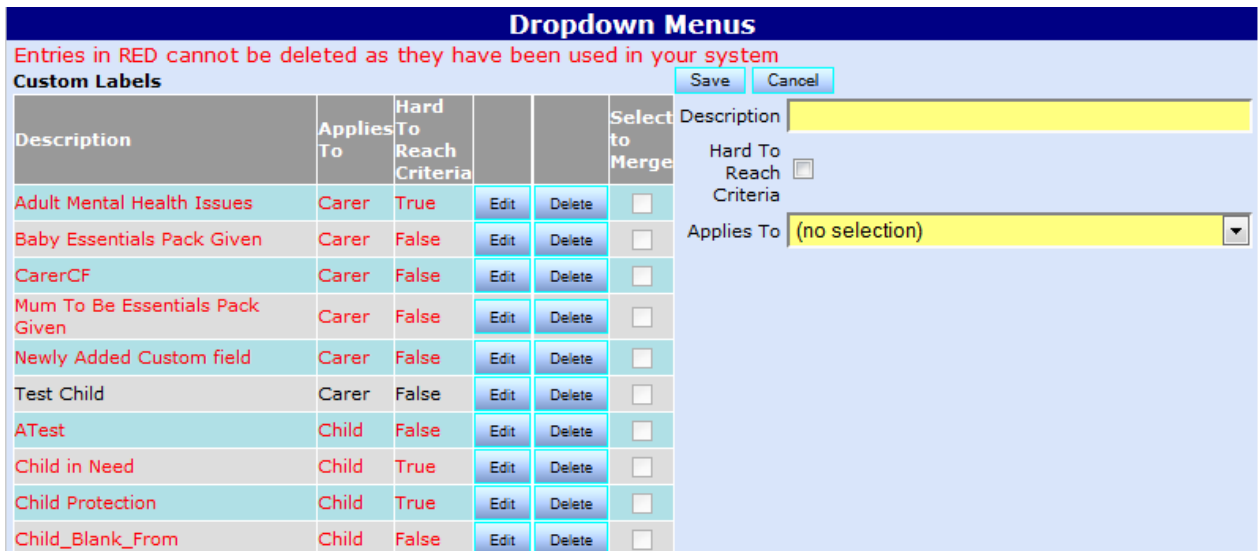 Dropdown Menus
Entries in RED cannot be deleted as they have been used in your system
Custom Labels
Description Applies To Hard To Reach Criteria Select to Merge
Adult Mental Health Issues Carer True Edit Delete
Baby Essentials Pack Given Carer False Edit Delete
CarerCF Carer False Edit Delete
Mum To Be Essentials Pack Given Carer False Edit Delete
Newly Added Custom field Carer False Edit Delete
Test Child Carer False Edit Delete
ATest Child False Edit Delete
Child in Need Child True Edit Delete
Child Protection Child True Edit Delete
Child_Blank_From Child False Edit Delete
Save Cancel
Description
Hard To
Reach
Criteria
Applies To (no selection)